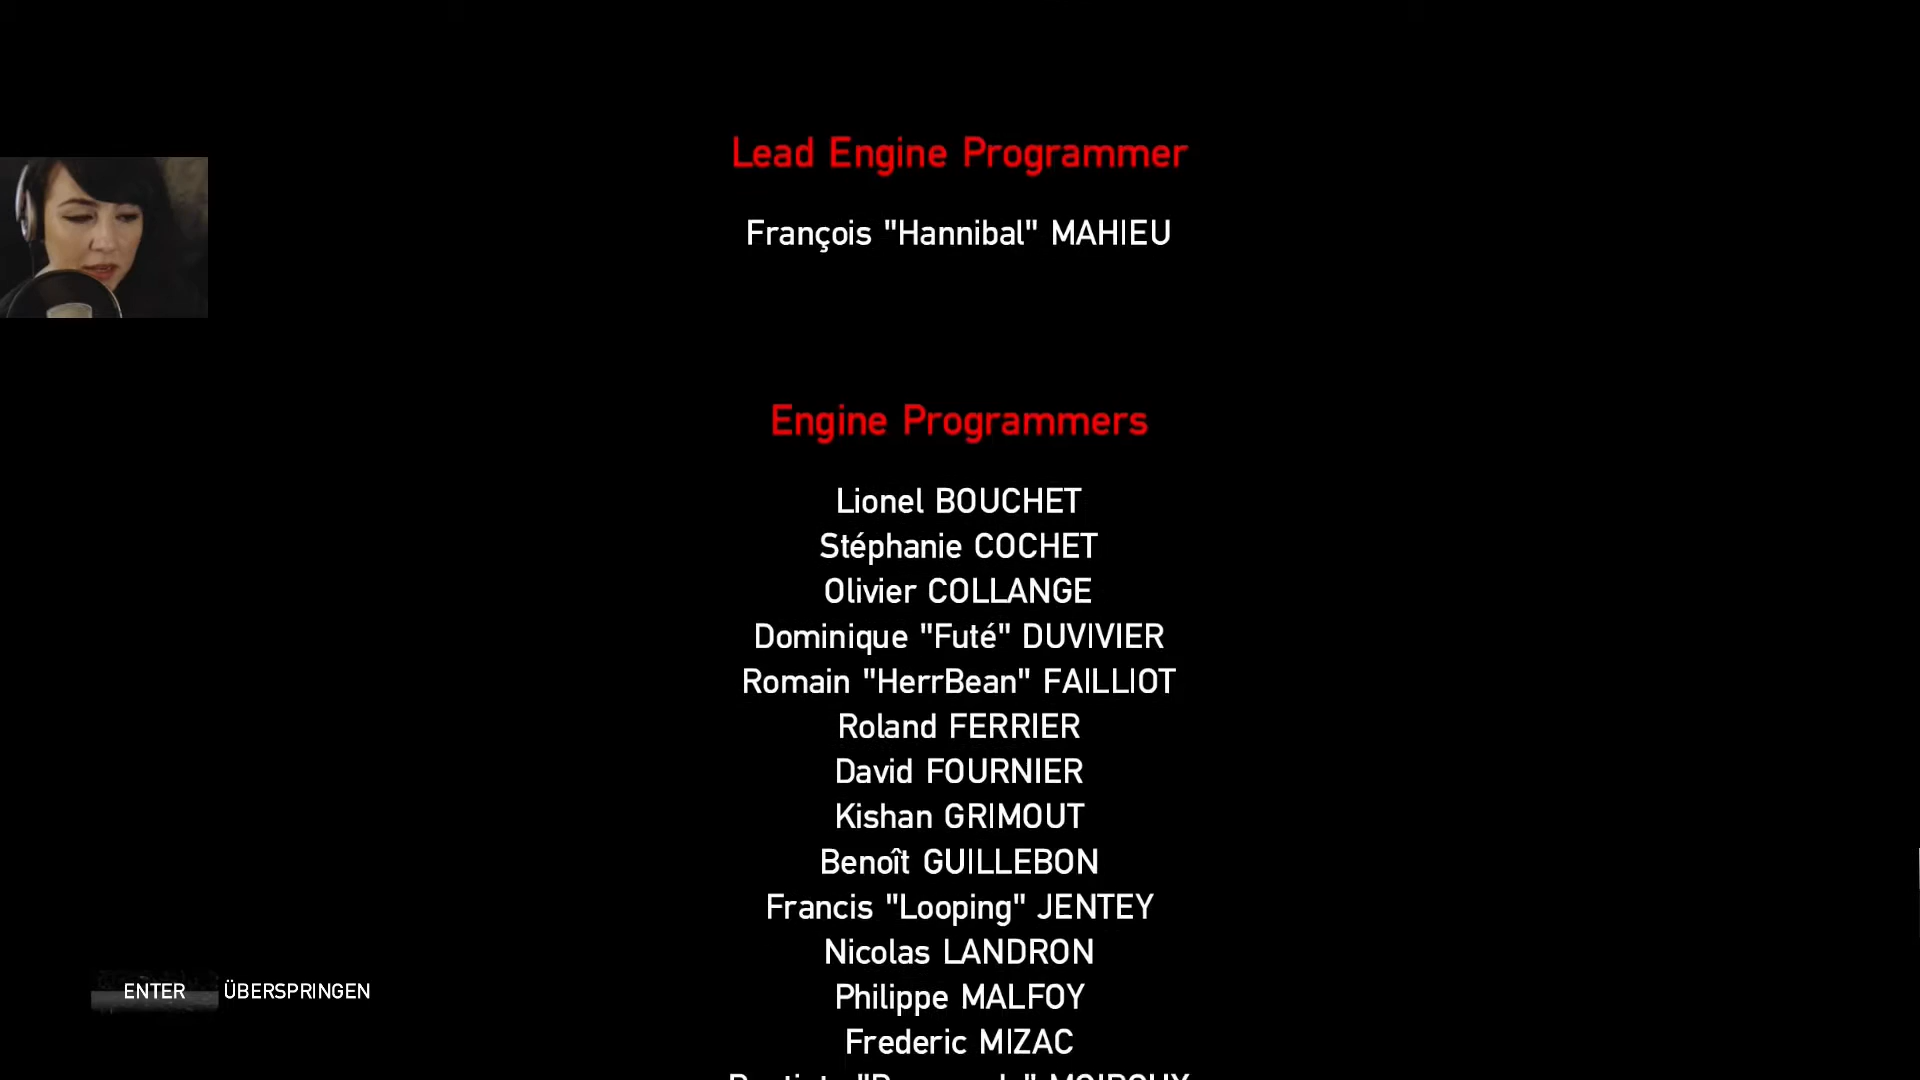 Lead Engine Programmer
François "Hannibal" MAHIEU
Engine Programmers
Lionel BOUCHET
Stéphanie COCHET
Olivier COLLANGE
Dominique "Futé" DUVIVIER
Romain "HerrBean" FAILLIOT
Roland FERRIER
David FOURNIER
Kishan GRIMOUT
Benoît GUILLEBON
Francis "Looping" JENTEY
Nicolas LANDRON
Philippe MALFOY
Frederic MIZAC
ENTER ÜBERSPRINGEN